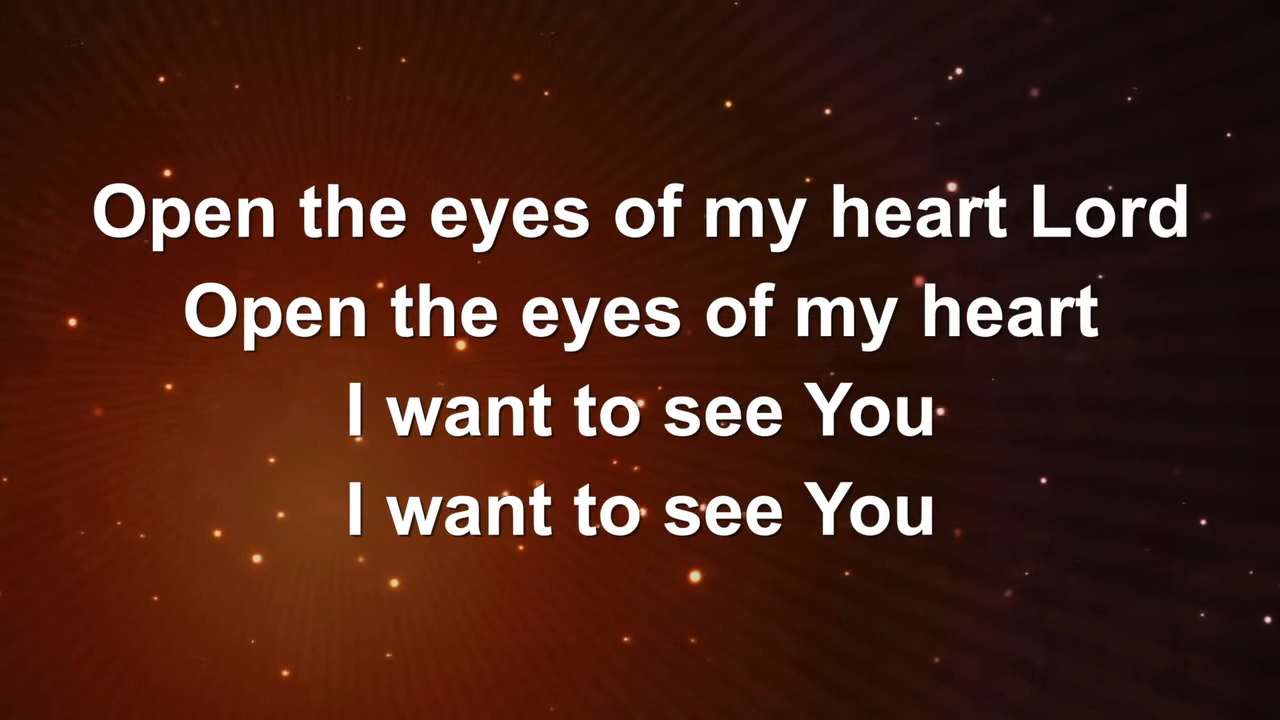 Open the eyes of my heart Lord
Open the eyes of my heart
I want to see You
I want to see You